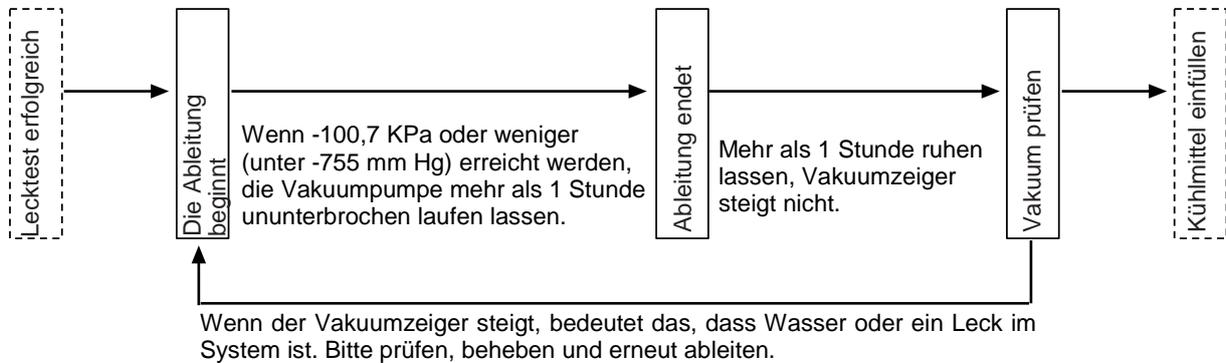 Lecktest erfolgreich
Die Ableitung
beginnt
Wenn -100,7 KPa oder weniger
(unter -755 mm Hg) erreicht werden,
die Vakuumpumpe mehr als 1 Stunde
ununterbrochen laufen lassen.
Ableitung endet
Mehr als 1 Stunde ruhen
lassen, Vakuumzeiger
steigt nicht.
Vakuum prüfen
Kühlmittel einfüllen
Wenn der Vakuumzeiger steigt, bedeutet das, dass Wasser oder ein Leck im
System ist. Bitte prüfen, beheben und erneut ableiten.